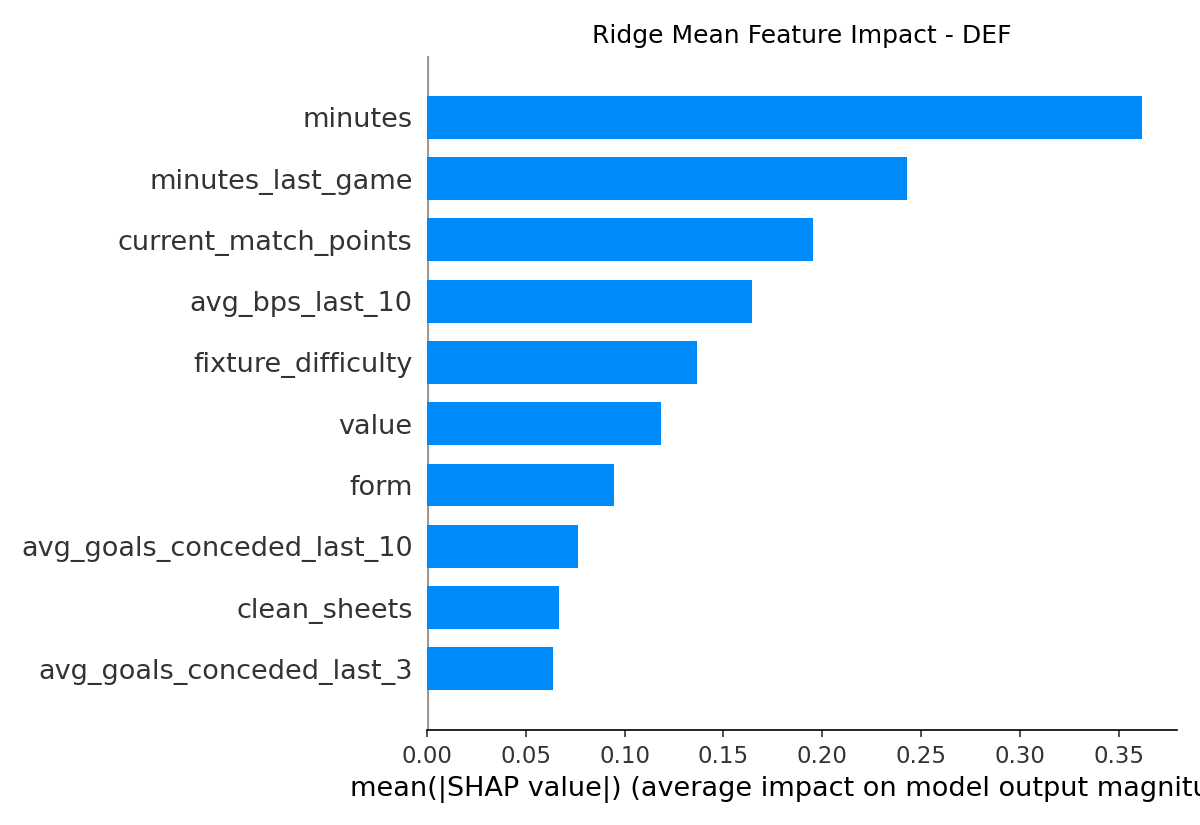 Ridge Mean Feature Impact - DEF
minutes
minutes_last_game
current_match_points
avg_bps_last_10
fixture_difficulty
value
form
avg_goals_conceded_last_10
clean_sheets
avg_goals_conceded_last_3
0.00 0.05 0.10 0.15 0.20 0.25 0.30 0.35
mean(|SHAP value|) (average impact on model output magnitu